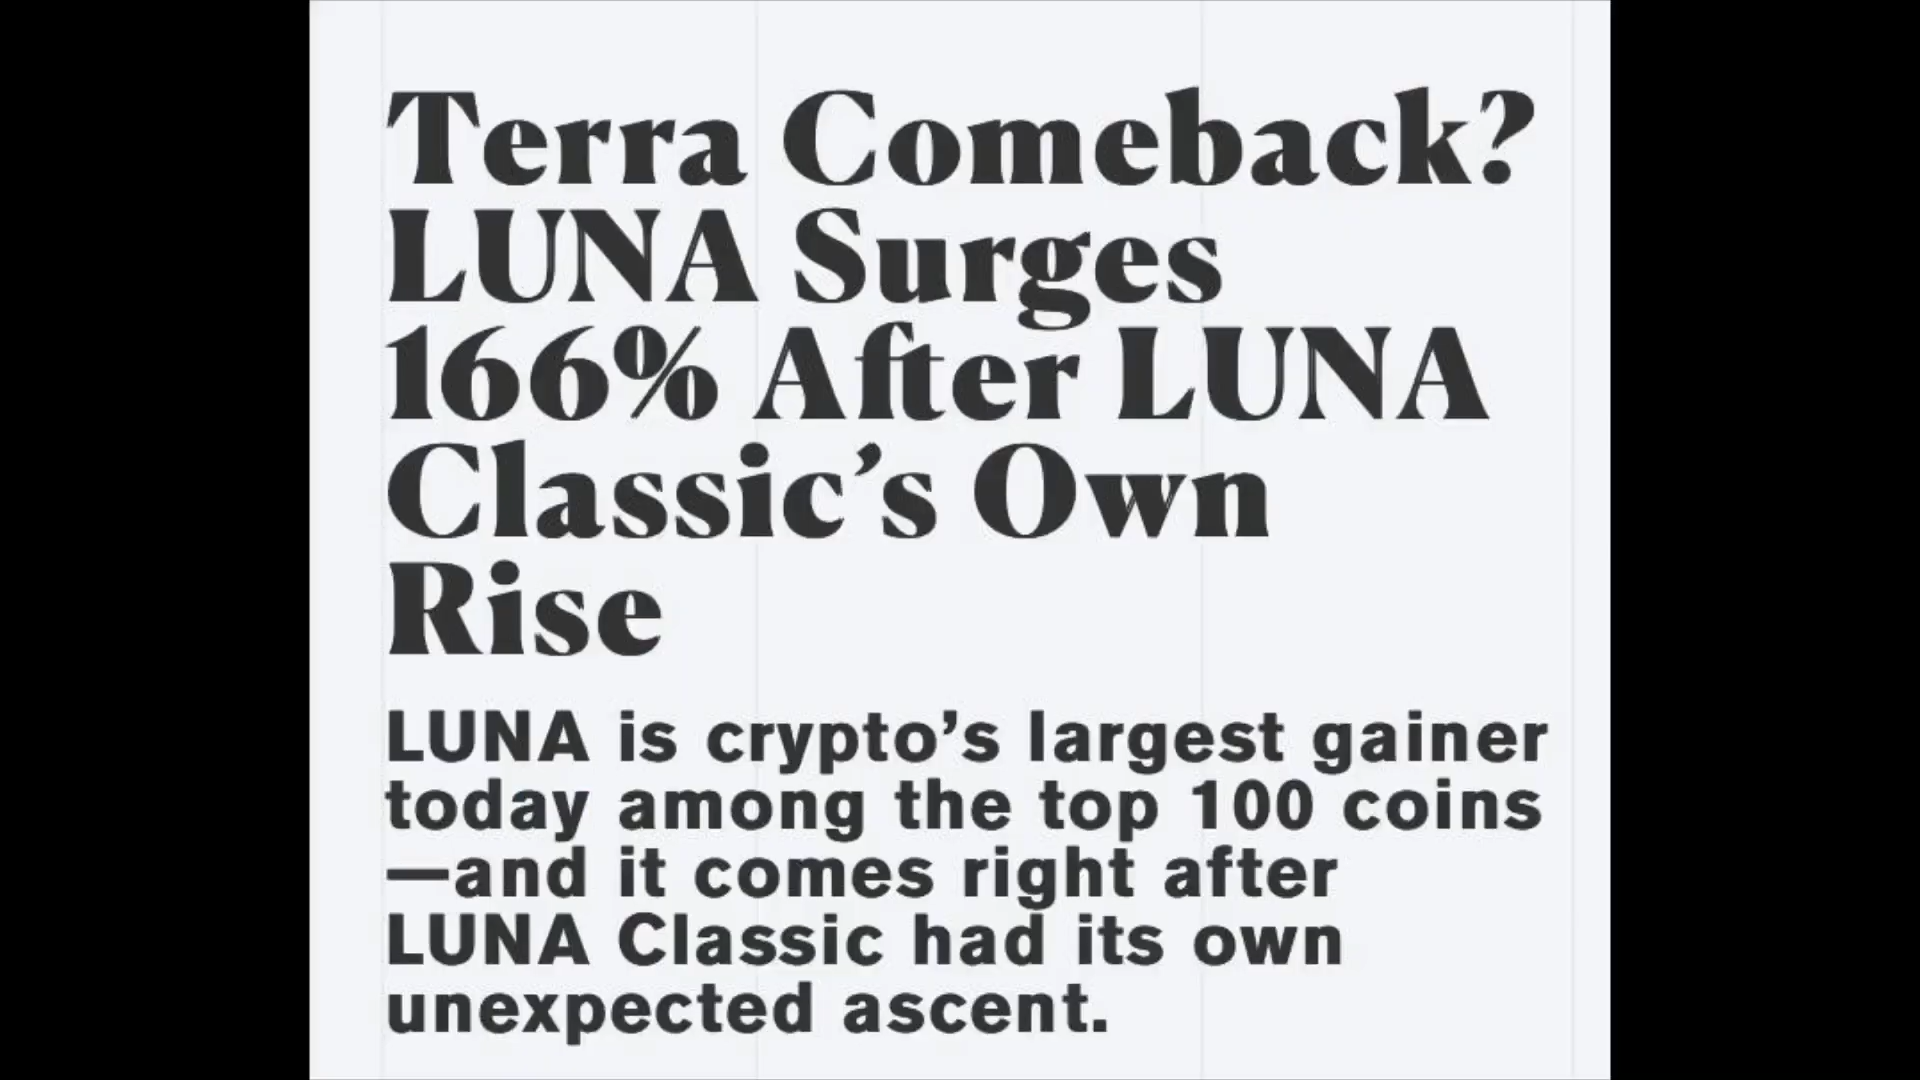 Terra Comeback?
LUNA Surges
166% After LUNA
Classic’s Own
Rise
LUNA is crypto’s largest gainer
today among the top 100 coins
—and it comes right after
LUNA Classic had its own
unexpected ascent.